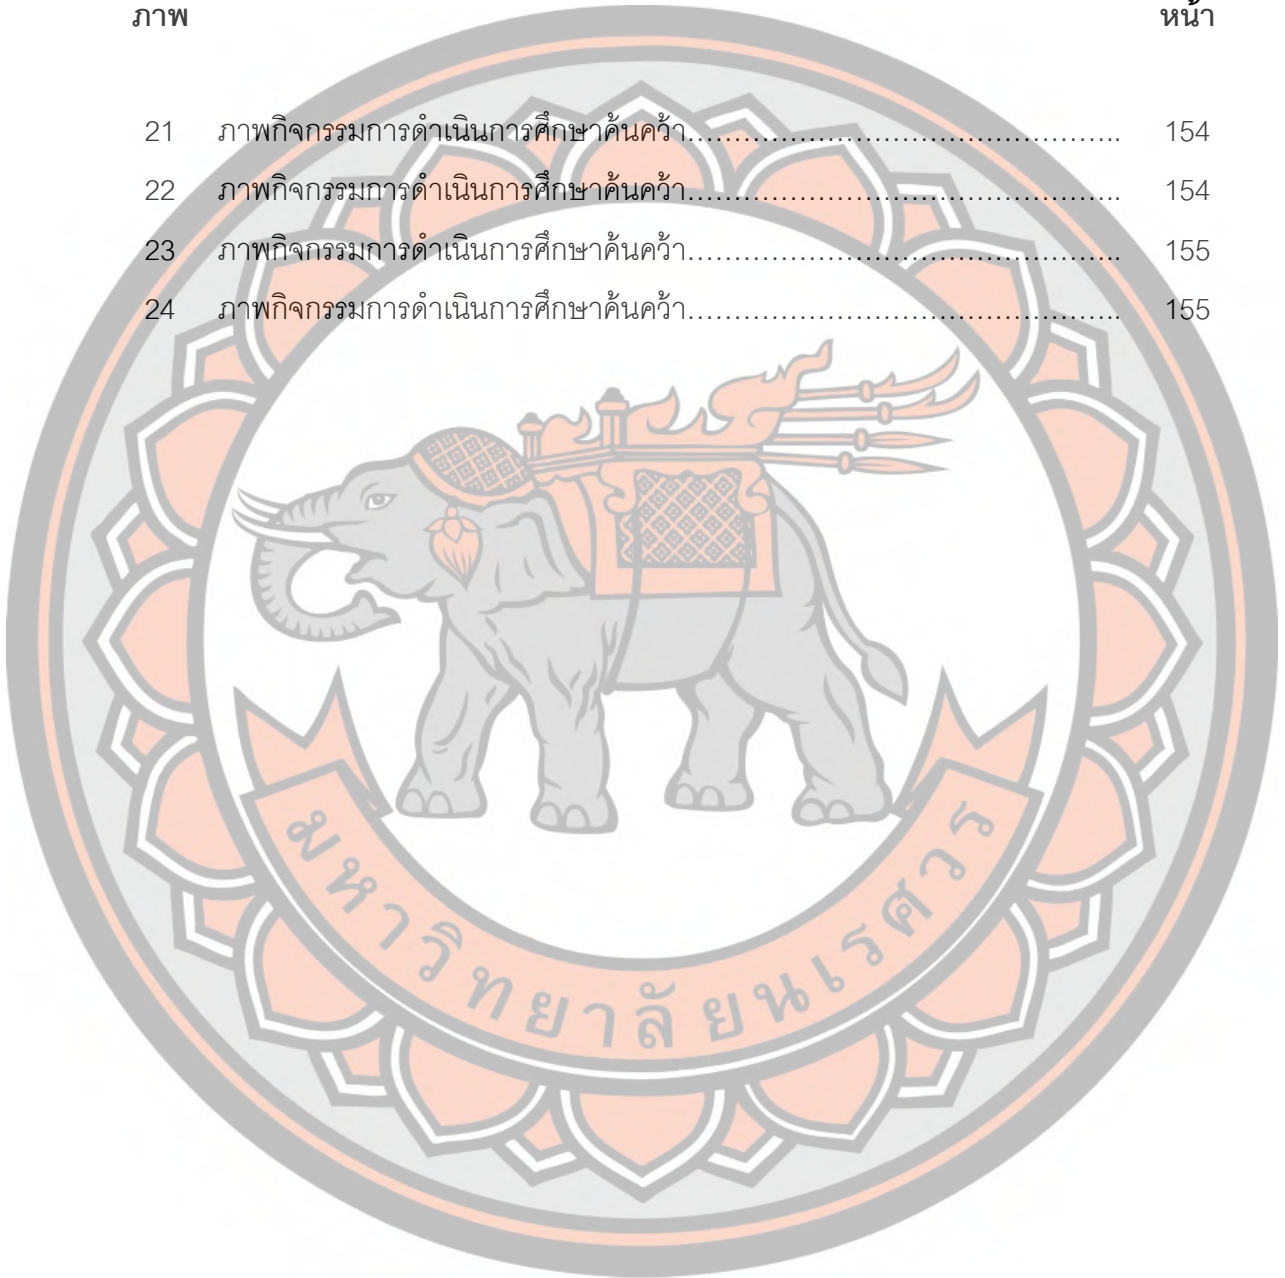 ภาพ หน้า
21 ภาพกิจกรรมการดำเนินการศึกษาค้นคว้า…………………………………………….. 154
22 ภาพกิจกรรมการดำเนินการศึกษาค้นคว้า…………………………………………….. 154
23 ภาพกิจกรรมการดำเนินการศึกษาค้นคว้า…………………………………………….. 155
24 ภาพกิจกรรมการดำเนินการศึกษาค้นคว้า…………………………………………….. 155
มหาวิทยาลัยนเรศวร